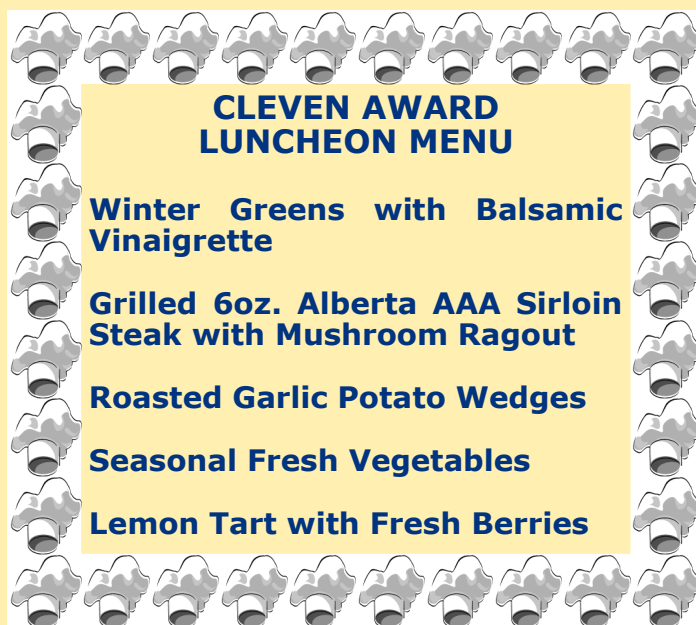 CLEVEN AWARD
LUNCHEON MENU
Winter Greens with Balsamic
Vinaigrette
Grilled 6oz. Alberta AAA Sirloin
Steak with Mushroom Ragout
Roasted Garlic Potato Wedges
Seasonal Fresh Vegetables
Lemon Tart with Fresh Berries